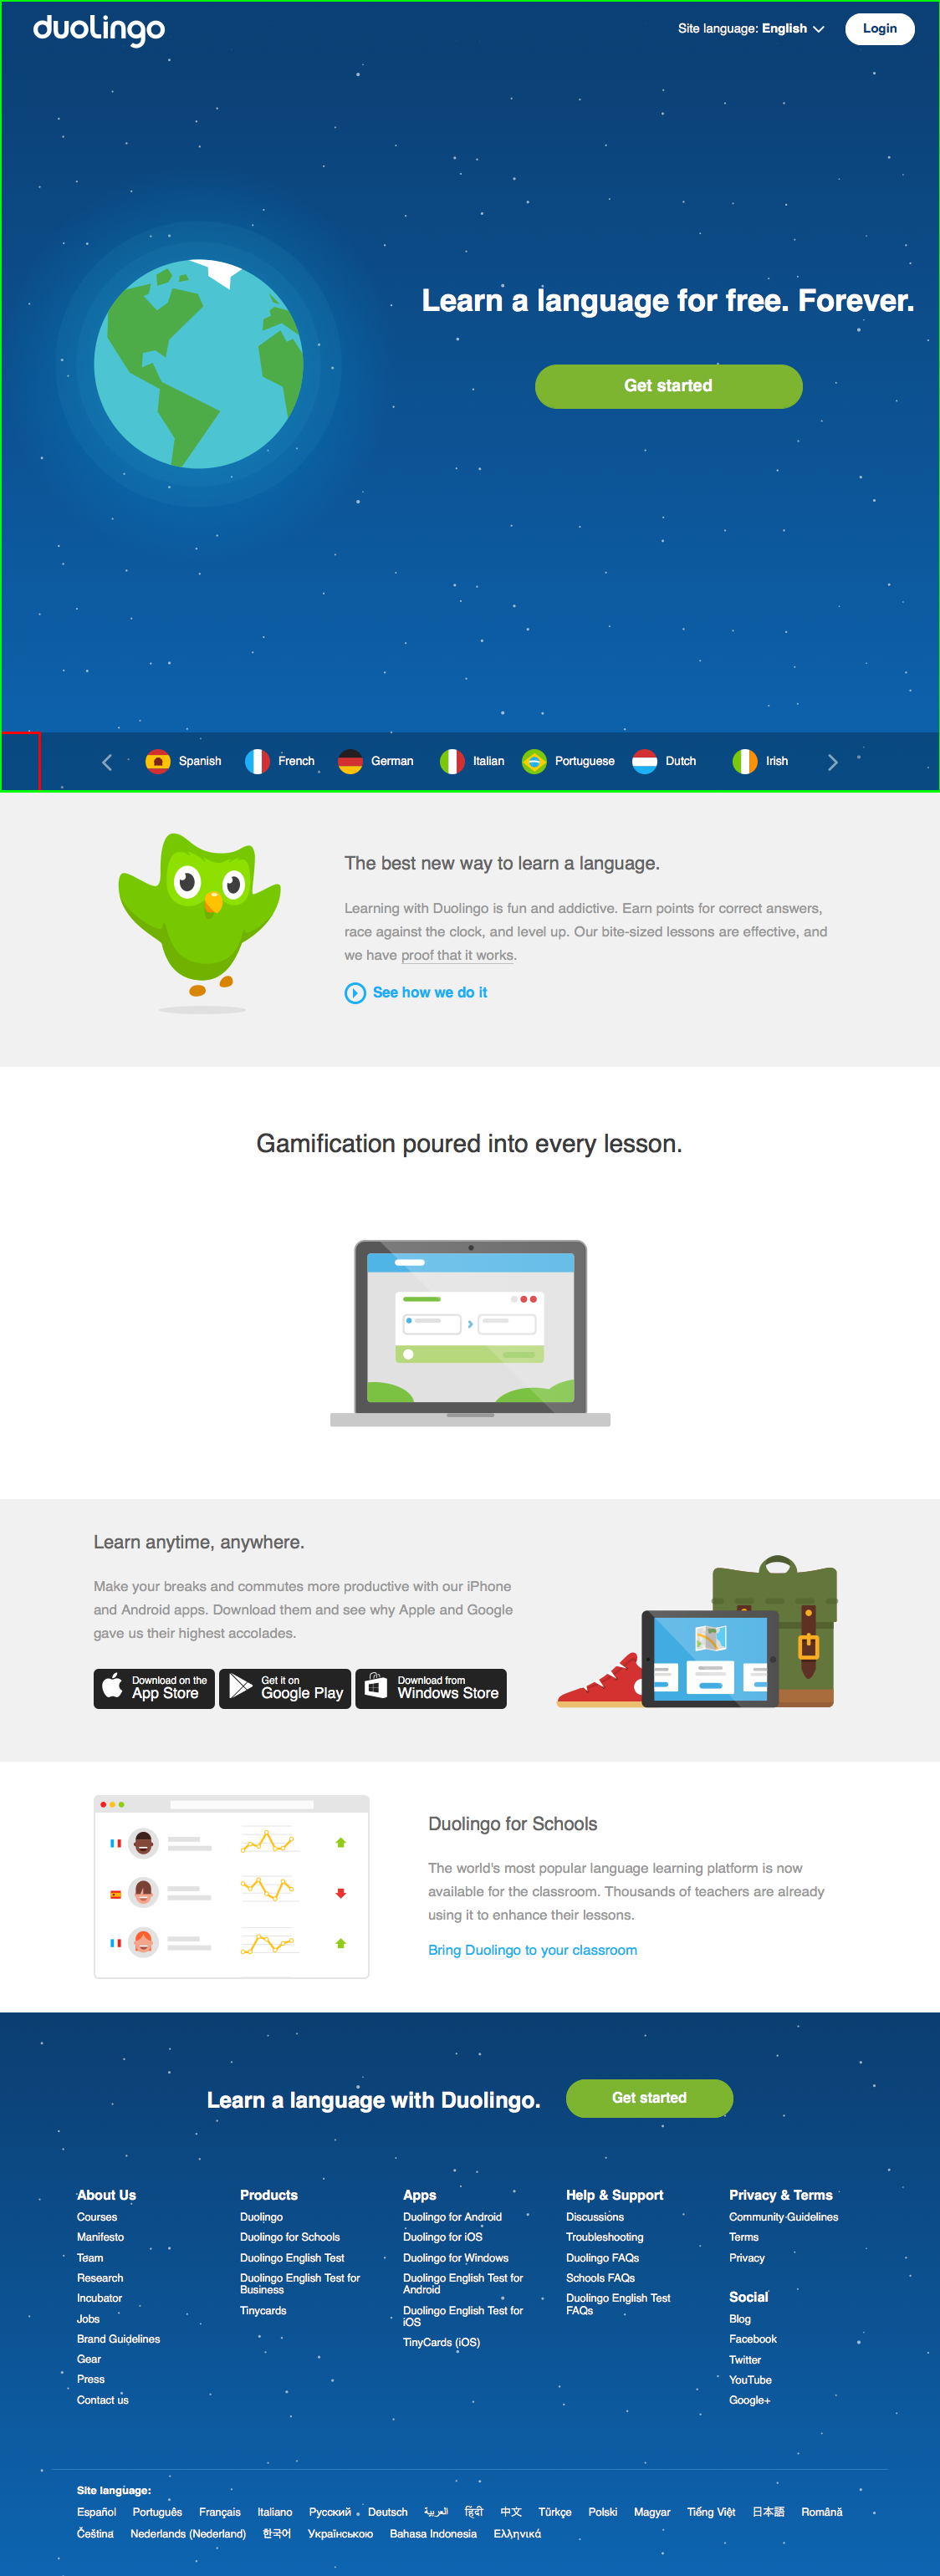 duolingo
Site language: English
Login
Learn a language for free. Forever.
Get started
Spanish French German Italian Portuguese Dutch Irish
The best new way to learn a language.
Learning with Duolingo is fun and addictive. Earn points for correct answers,
race against the clock, and level up. Our bite-sized lessons are effective, and
we have proof that it works.
See how we do it
Gamification poured into every lesson.
Learn anytime, anywhere.
Make your breaks and commutes more productive with our iPhone
and Android apps. Download them and see why Apple and Google
gave us their highest accolades.
Download on the
App Store
Get it on
Google Play
Download from
Windows Store
Duolingo for Schools
The world's most popular language learning platform is now
available for the classroom. Thousands of teachers are already
using it to enhance their lessons.
Bring Duolingo to your classroom
Learn a language with Duolingo.
Get started
About Us
Courses
Manifesto
Team
Research
Incubator
Jobs
Brand Guidelines
Gear
Press
Contact us
Products
Duolingo
Duolingo for Schools
Duolingo English Test
Duolingo English Test for
Business
Tinycards
Apps
Duolingo for Android
Duolingo for iOS
Duolingo for Windows
Duolingo English Test for
Android
Duolingo English Test for
iOS
TinyCards (iOS)
Help & Support
Discussions
Troubleshooting
Duolingo FAQs
Schools FAQs
Duolingo English Test
FAQs
Privacy & Terms
Community Guidelines
Terms
Privacy
Social
Blog
Facebook
Twitter
YouTube
Google+
Site language:
Español Português Français Italiano Русский Deutsch العربية हिंदी 中文 Türkçe Polski Magyar Tiếng Việt 日本語 Română
Čeština Nederlands (Nederland) 한국어 Українською Bahasa Indonesia Ελληνικά